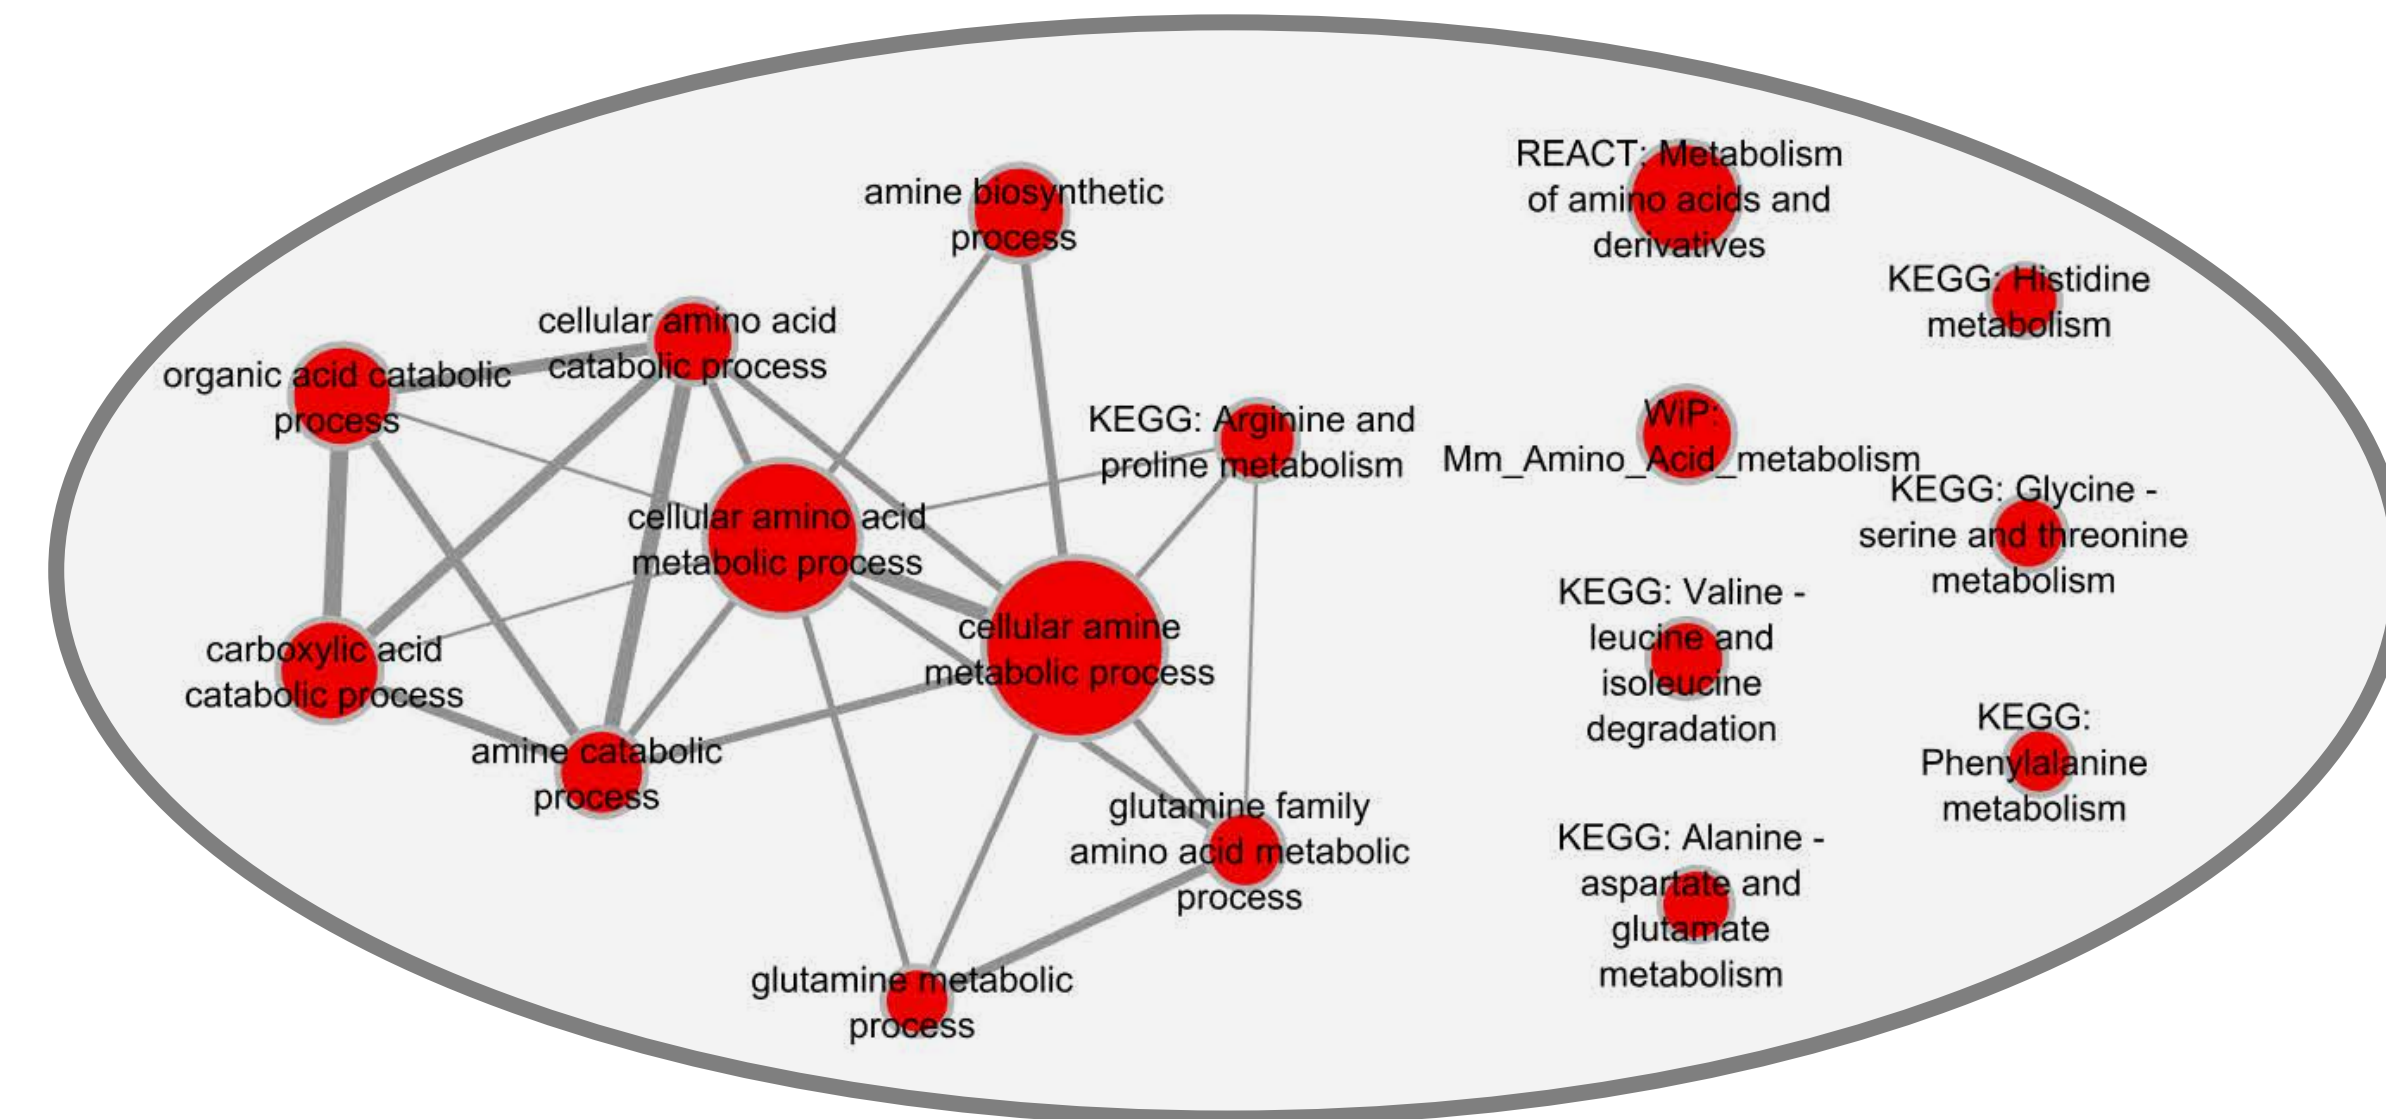 amine biosynthetic
process
cellular amino acid
catabolic process
organic acid catabolic
process
KEGG: Arginine and
proline metabolism
cellular amino acid
metabolic process
cellular amine
metabolic process
carboxylic acid
catabolic process
amine catabolic
process
glutamine family
amino acid metabolic
process
glutamine metabolic
process
REACT: Metabolism
of amino acids and
derivatives
KEGG: Histidine
metabolism
WiP:
Mm_Amino_Acid_metabolism
KEGG: Glycine -
serine and threonine
metabolism
KEGG: Valine -
leucine and
isoleucine
degradation
KEGG:
Phenylalanine
metabolism
KEGG: Alanine -
aspartate and
glutamate
metabolism